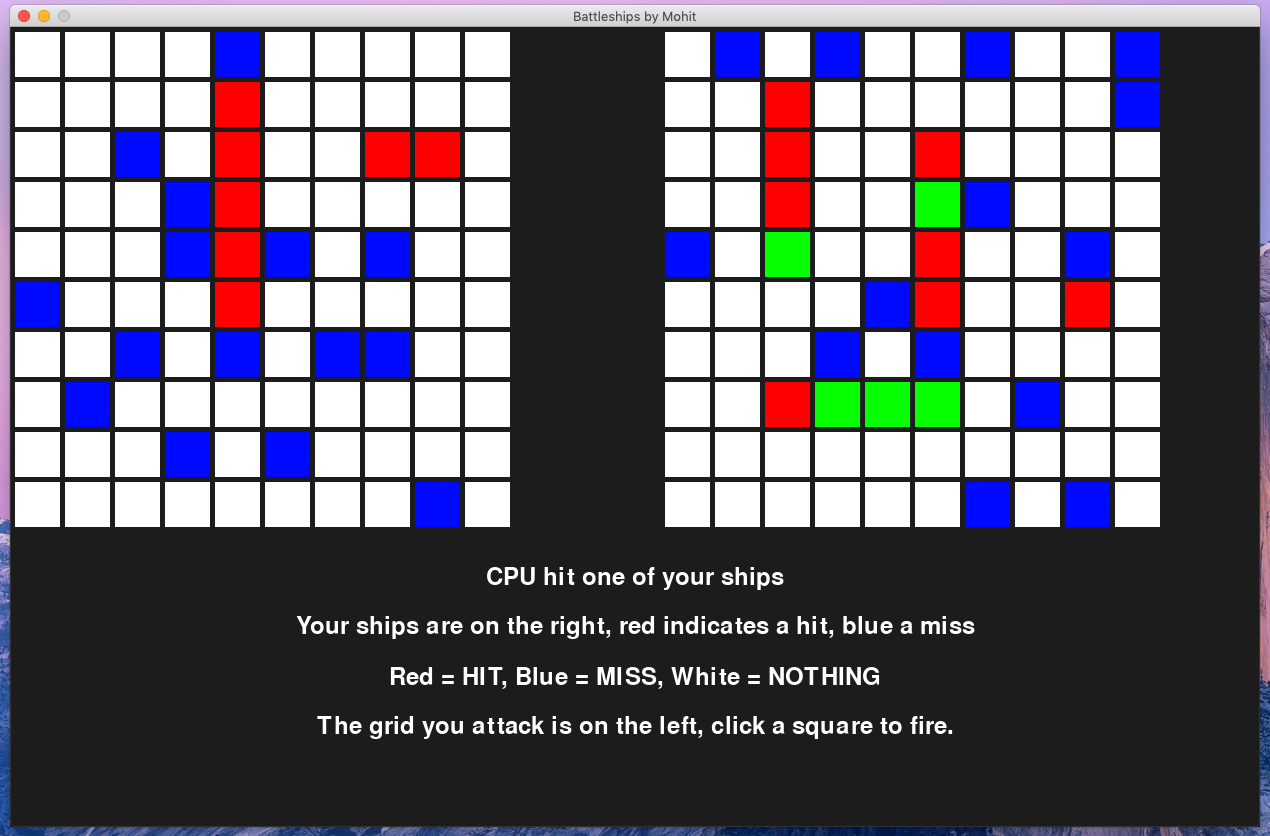 Battleships by Mohit
CPU hit one of your ships
Your ships are on the right, red indicates a hit, blue a miss
Red = HIT, Blue = MISS, White = NOTHING
The grid you attack is on the left, click a square to fire.